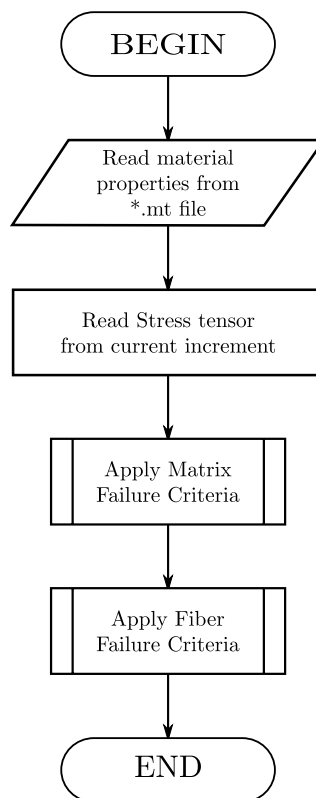 BEGIN
Read material
properties from
*.mt file
Read Stress tensor
from current increment
Apply Matrix
Failure Criteria
Apply Fiber
Failure Criteria
END